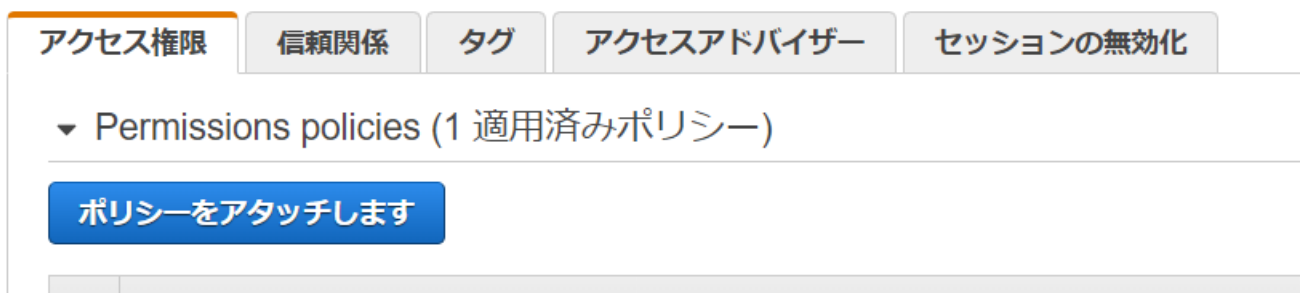 アクセス権限 信頼関係 タグ アクセスアドバイザー セッションの無効化
Permissions policies (1 適用済みポリシー)
ポリシーをアタッチします